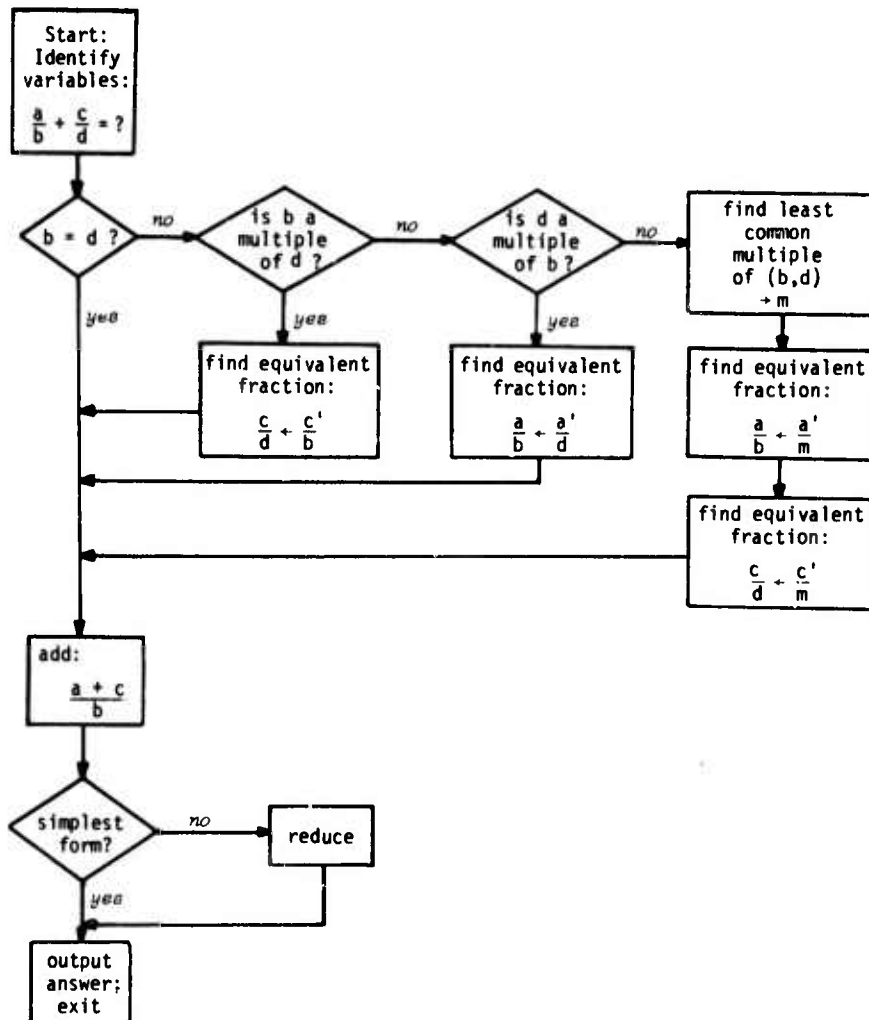 Start:
Identify
variables:
a/b + c/d = ?
b = d ?
no
is b a
multiple
of d ?
no
is d a
multiple
of b?
no
find least
common
multiple
of (b,d)
→ m
yes
yes
yes
find equivalent
fraction:
c/d ← c'/b
find equivalent
fraction:
a/b ← a'/d
find equivalent
fraction:
a/b ← a'/m
find equivalent
fraction:
c/d ← c'/m
add:
a + c/b
simplest
form?
no
reduce
yes
output
answer;
exit